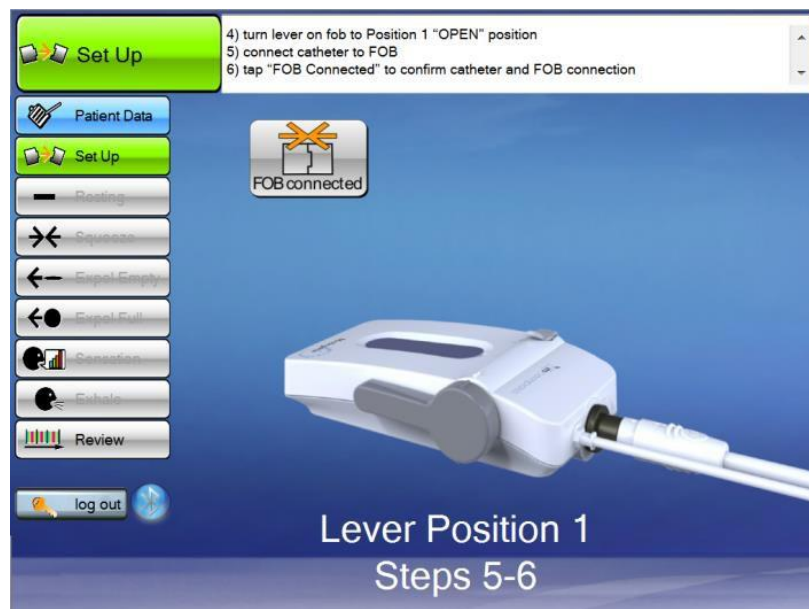 Set Up
4) turn lever on fob to Position 1 “OPEN” position
5) connect catheter to FOB
6) tap “FOB Connected” to confirm catheter and FOB connection
Patient Data
Set Up
Resting
Squeeze
Expel Empty
Expel Full
Sensation
Exhale
Review
log out
FOB connected
Lever Position 1
Steps 5-6